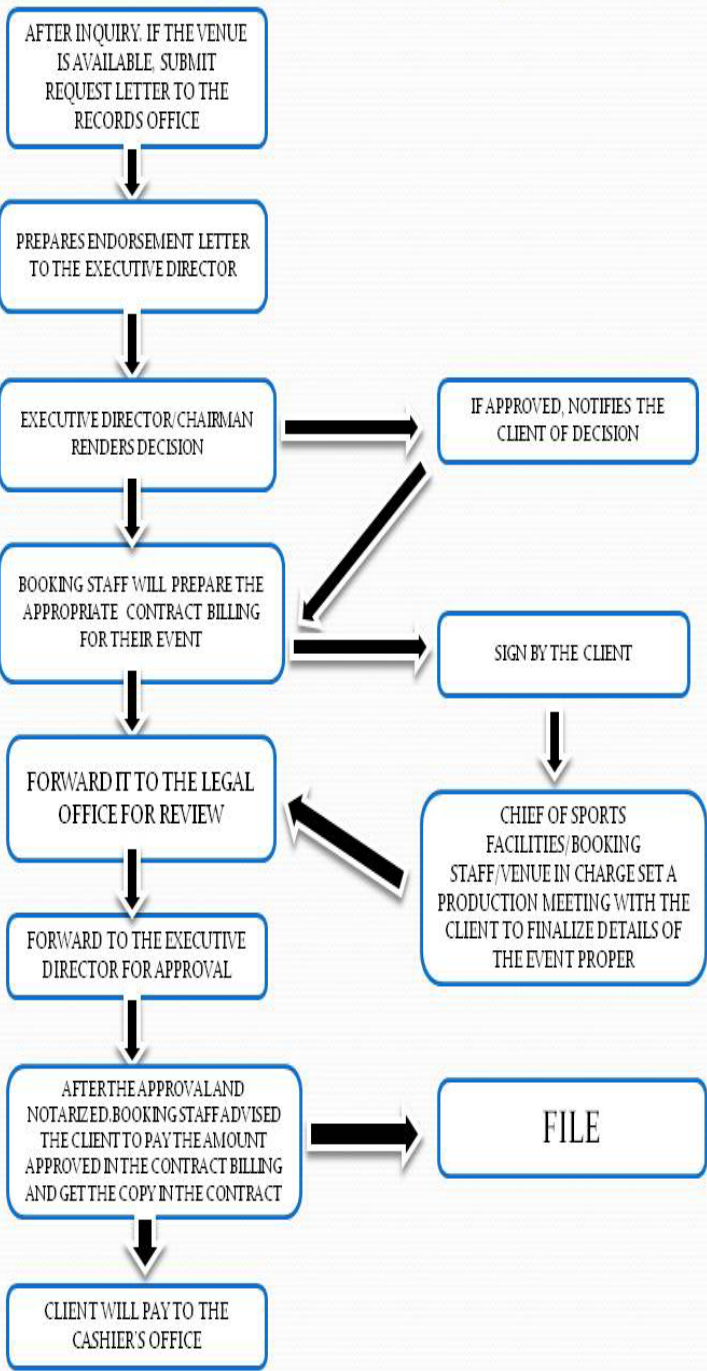 AFTER INQUIRY. IF THE VENUE
IS AVAILABLE, SUBMIT
REQUEST LETTER TO THE
RECORDS OFFICE
PREPARES ENDORSEMENT LETTER
TO THE EXECUTIVE DIRECTOR
EXECUTIVE DIRECTOR/CHAIRMAN
RENDERS DECISION
IF APPROVED, NOTIFIES THE
CLIENT OF DECISION
BOOKING STAFF WILL PREPARE THE
APPROPRIATE CONTRACT BILLING
FOR THEIR EVENT
SIGN BY THE CLIENT
CHIEF OF SPORTS
FACILITIES/BOOKING
STAFF/VENUE IN CHARGE SET A
PRODUCTION MEETING WITH THE
CLIENT TO FINALIZE DETAILS OF
THE EVENT PROPER
FORWARD IT TO THE LEGAL
OFFICE FOR REVIEW
FORWARD TO THE EXECUTIVE
DIRECTOR FOR APPROVAL
AFTER THE APPROVAL AND
NOTARIZED. BOOKING STAFF ADVISED
THE CLIENT TO PAY THE AMOUNT
APPROVED IN THE CONTRACT BILLING
AND GET THE COPY IN THE CONTRACT
FILE
CLIENT WILL PAY TO THE
CASHIER'S OFFICE